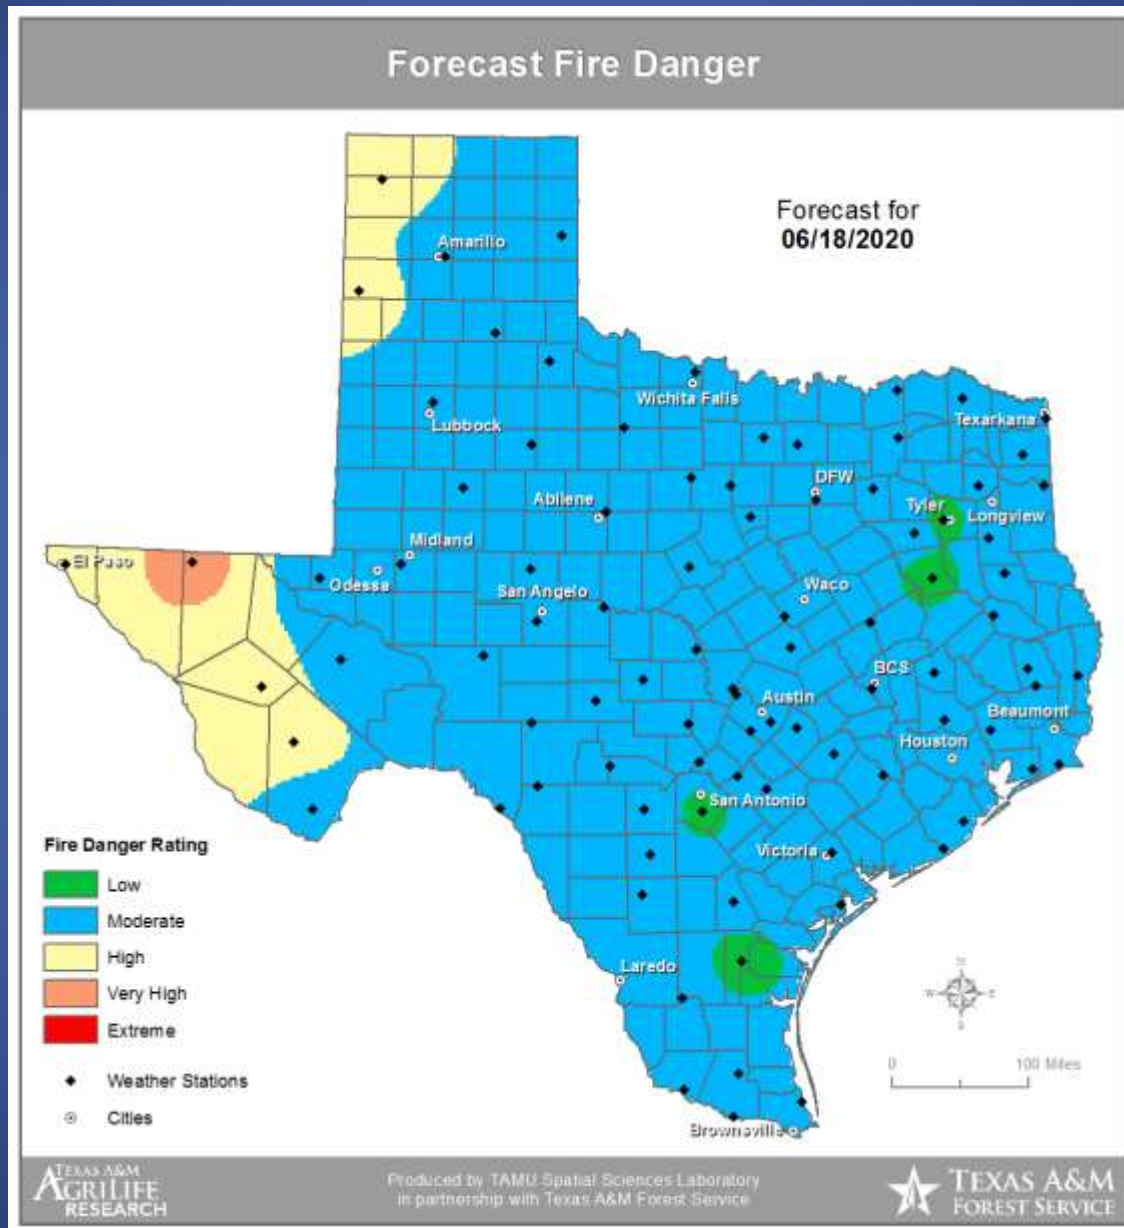 Forecast Fire Danger
Forecast for
06/18/2020
Amarillo
Wichita Falls
Lubbock
Texarkana
DFW
Abilene
Tyler
Longview
Midland
El Paso
Odessa
San Angelo
Waco
BCS
Austin
Beaumont
Houston
San Antonio
Victoria
Laredo
Brownsville
Fire Danger Rating
Low
Moderate
High
Very High
Extreme
Weather Stations
Cities
N
W E
S
0 100 Miles
TEXAS A&M
AGRILIFE
RESEARCH
Produced by TAMU Spatial Sciences Laboratory
in partnership with Texas A&M Forest Service
TEXAS A&M
FOREST SERVICE